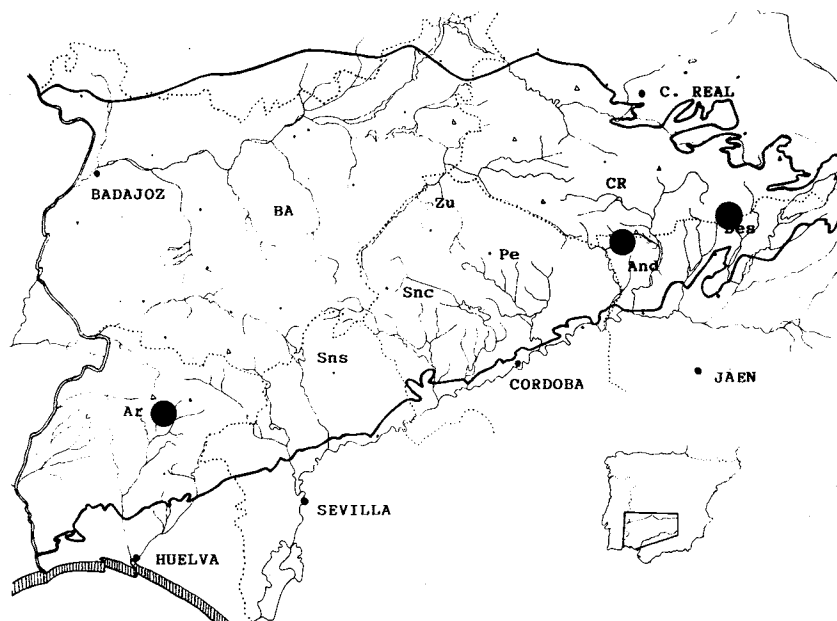 C. REAL
BADAJOZ
CR
BA
Zu
Des
Pe
And
Snc
Sns
CORDOBA
JAEN
Ar
SEVILLA
HUELVA